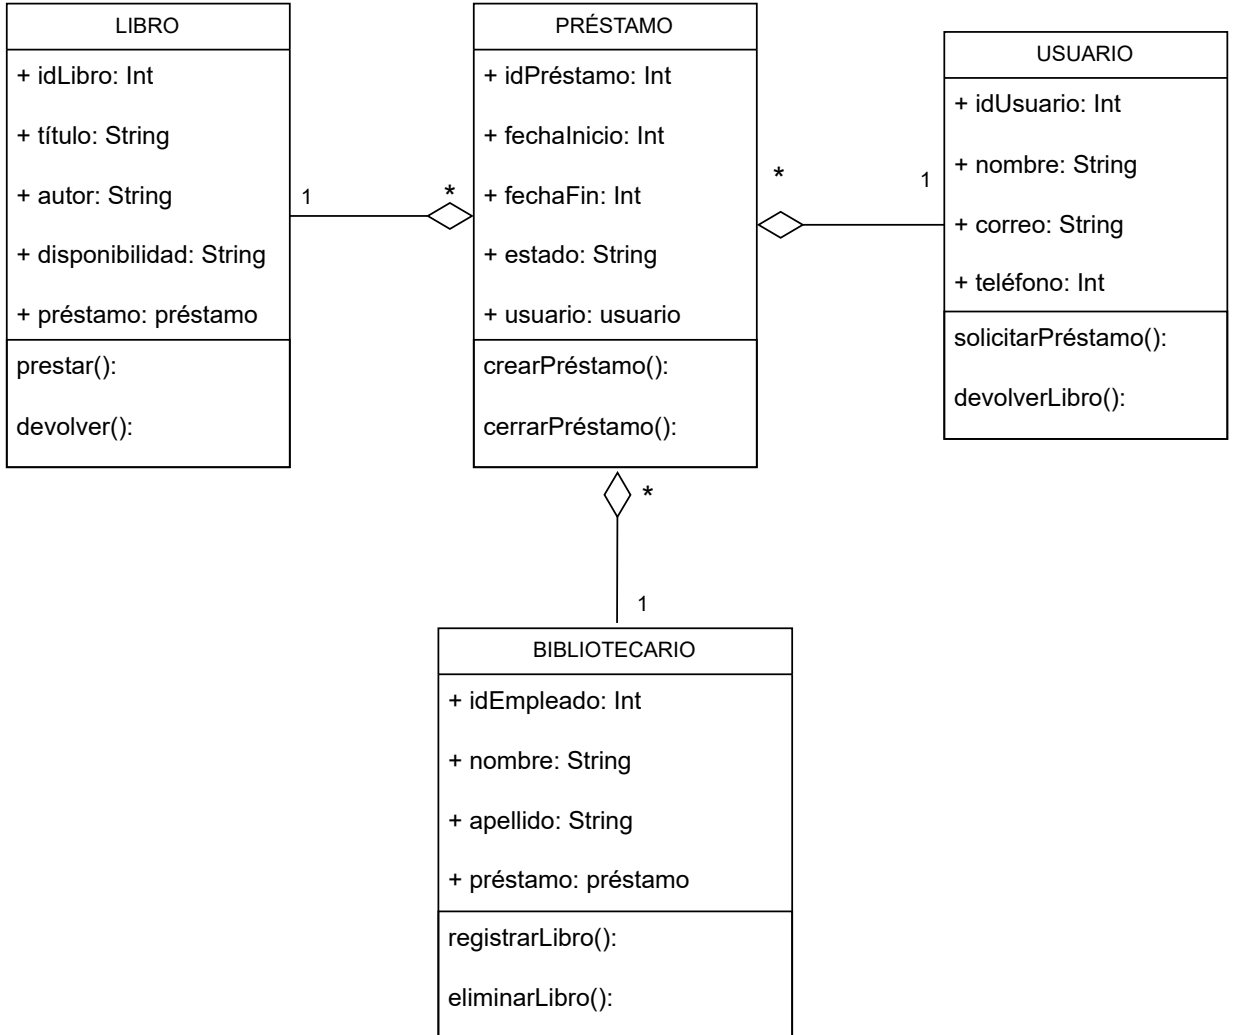 LIBRO
+ idLibro: Int
+ título: String
+ autor: String
+ disponibilidad: String
+ préstamo: préstamo
prestar():
devolver():
1
*
PRÉSTAMO
+ idPréstamo: Int
+ fechaInicio: Int
+ fechaFin: Int
+ estado: String
+ usuario: usuario
crearPréstamo():
cerrarPréstamo():
*
1
USUARIO
+ idUsuario: Int
+ nombre: String
+ correo: String
+ teléfono: Int
solicitarPréstamo():
devolverLibro():
*
1
BIBLIOTECARIO
+ idEmpleado: Int
+ nombre: String
+ apellido: String
+ préstamo: préstamo
registrarLibro():
eliminarLibro():